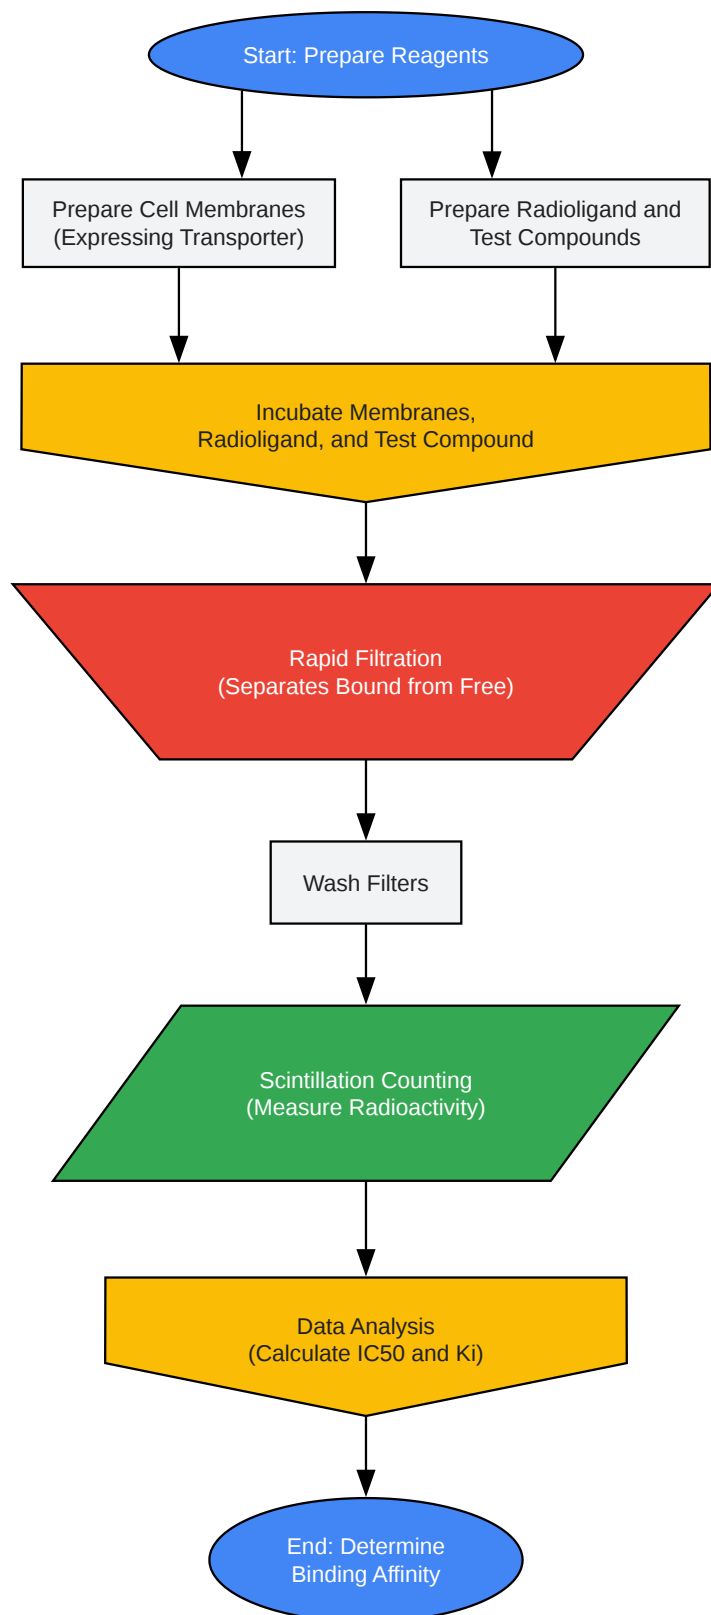 Start: Prepare Reagents
Prepare Cell Membranes
(Expressing Transporter)
Prepare Radioligand and
Test Compounds
Incubate Membranes,
Radioligand, and Test Compound
Rapid Filtration
(Separates Bound from Free)
Wash Filters
Scintillation Counting
(Measure Radioactivity)
Data Analysis
(Calculate IC50 and Ki)
End: Determine
Binding Affinity